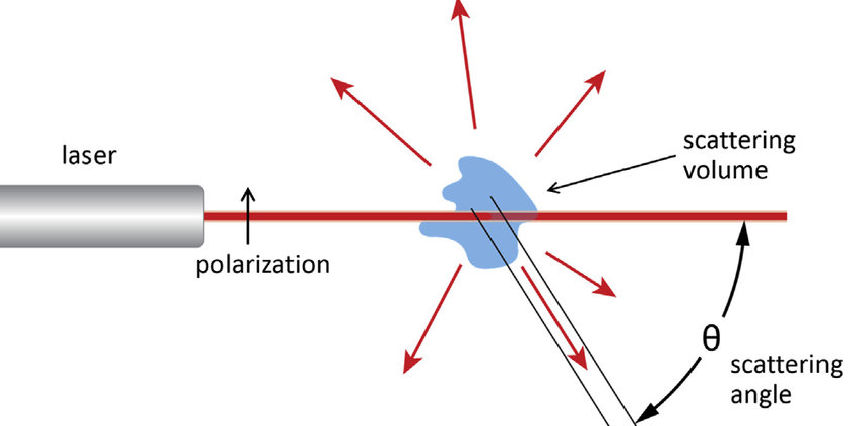 laser
polarization
scattering
volume
θ
scattering
angle